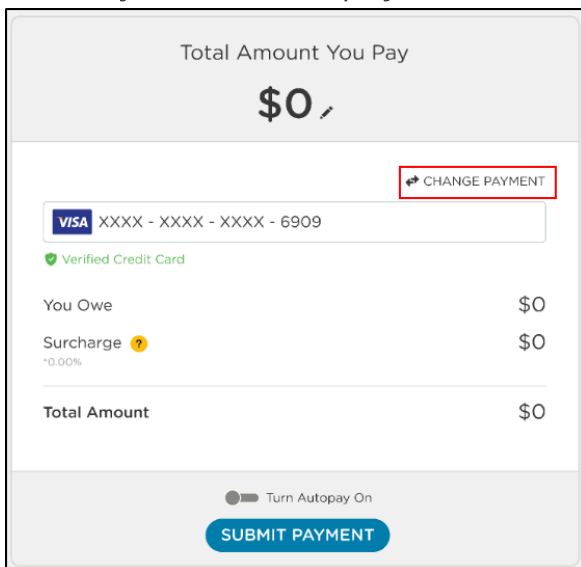 Total Amount You Pay
$0
CHANGE PAYMENT
VISA XXXX - XXXX - XXXX - 6909
Verified Credit Card
You Owe $0
Surcharge ? $0
*0.00%
Total Amount $0
Turn Autopay On
SUBMIT PAYMENT